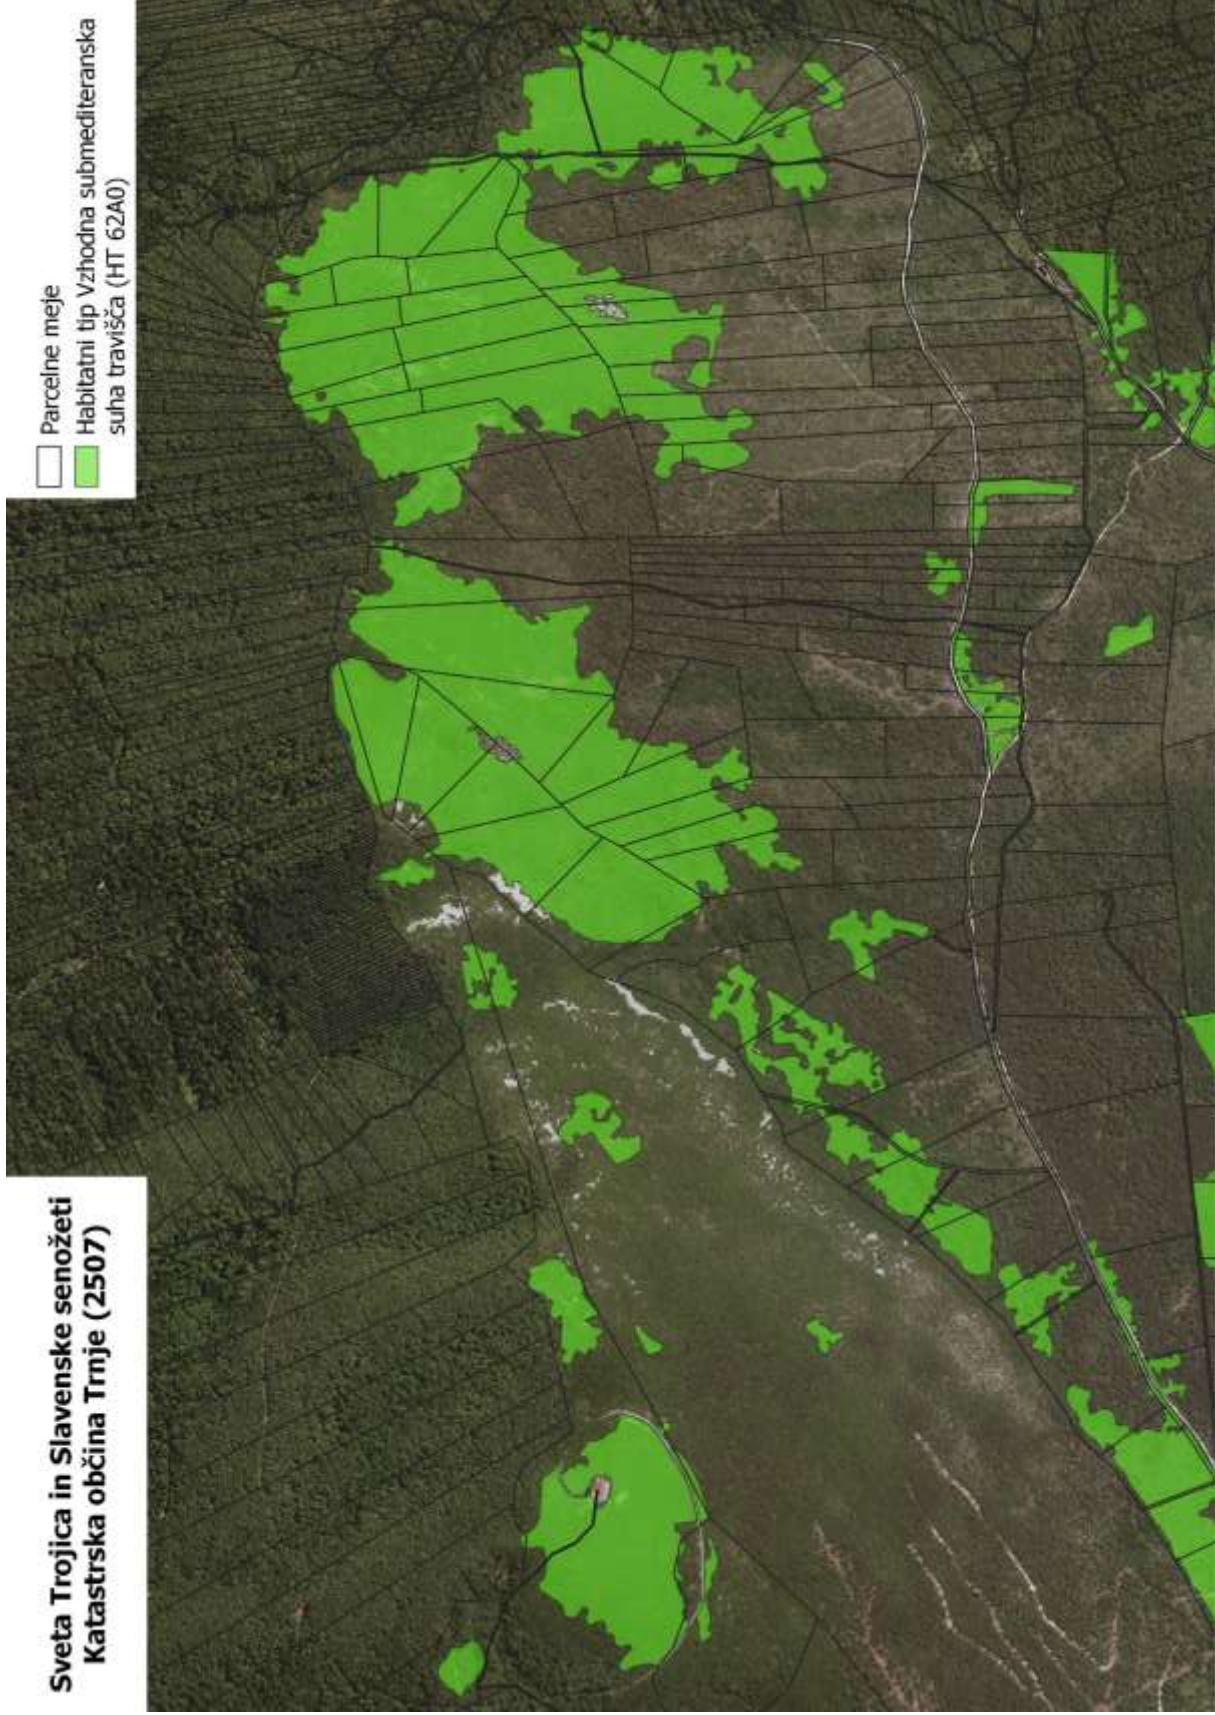 Sveta Trojica in Slavenske senožeti
Katastrska občina Trnje (2507)
Parcelne meje
Habitatni tip Vzhodna submediteranska
suha travišča (HT 62A0)